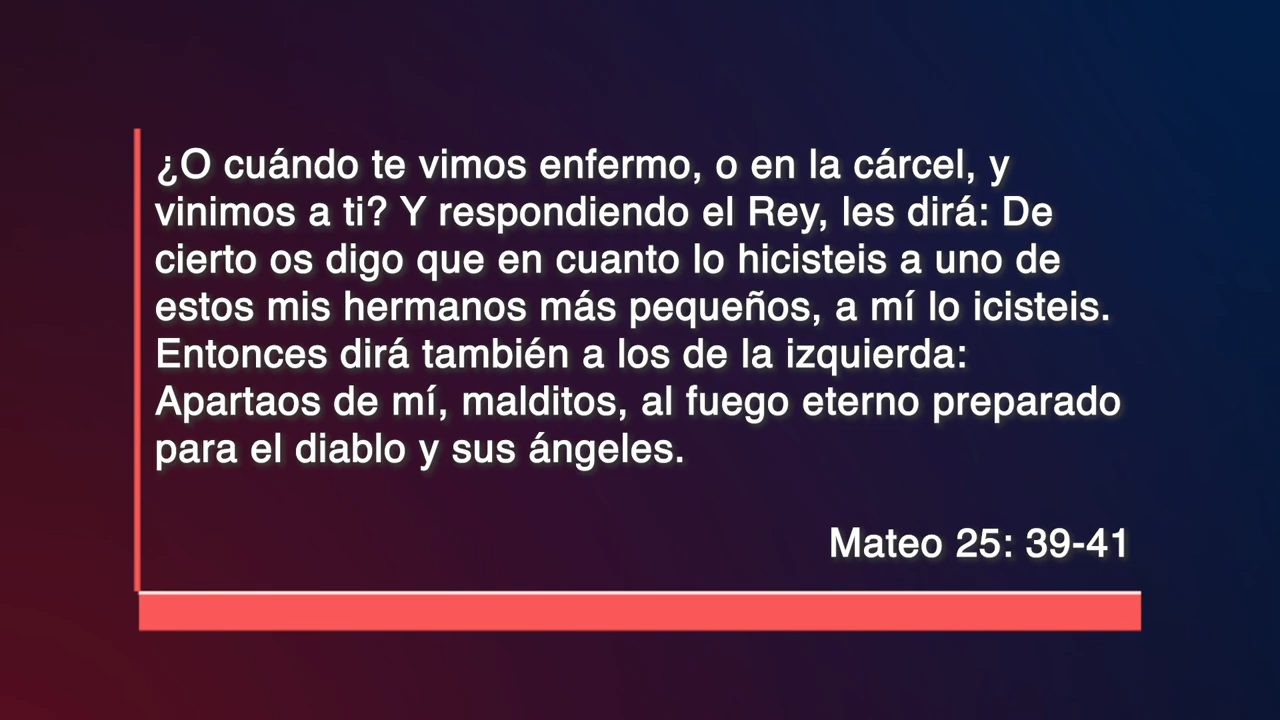 ¿O cuándo te vimos enfermo, o en la cárcel, y
vinimos a ti? Y respondiendo el Rey, les dirá: De
cierto os digo que en cuanto lo hicisteis a uno de
estos mis hermanos más pequeños, a mí lo icisteis.
Entonces dirá también a los de la izquierda:
Apartaos de mí, malditos, al fuego eterno preparado
para el diablo y sus ángeles.
Mateo 25: 39-41